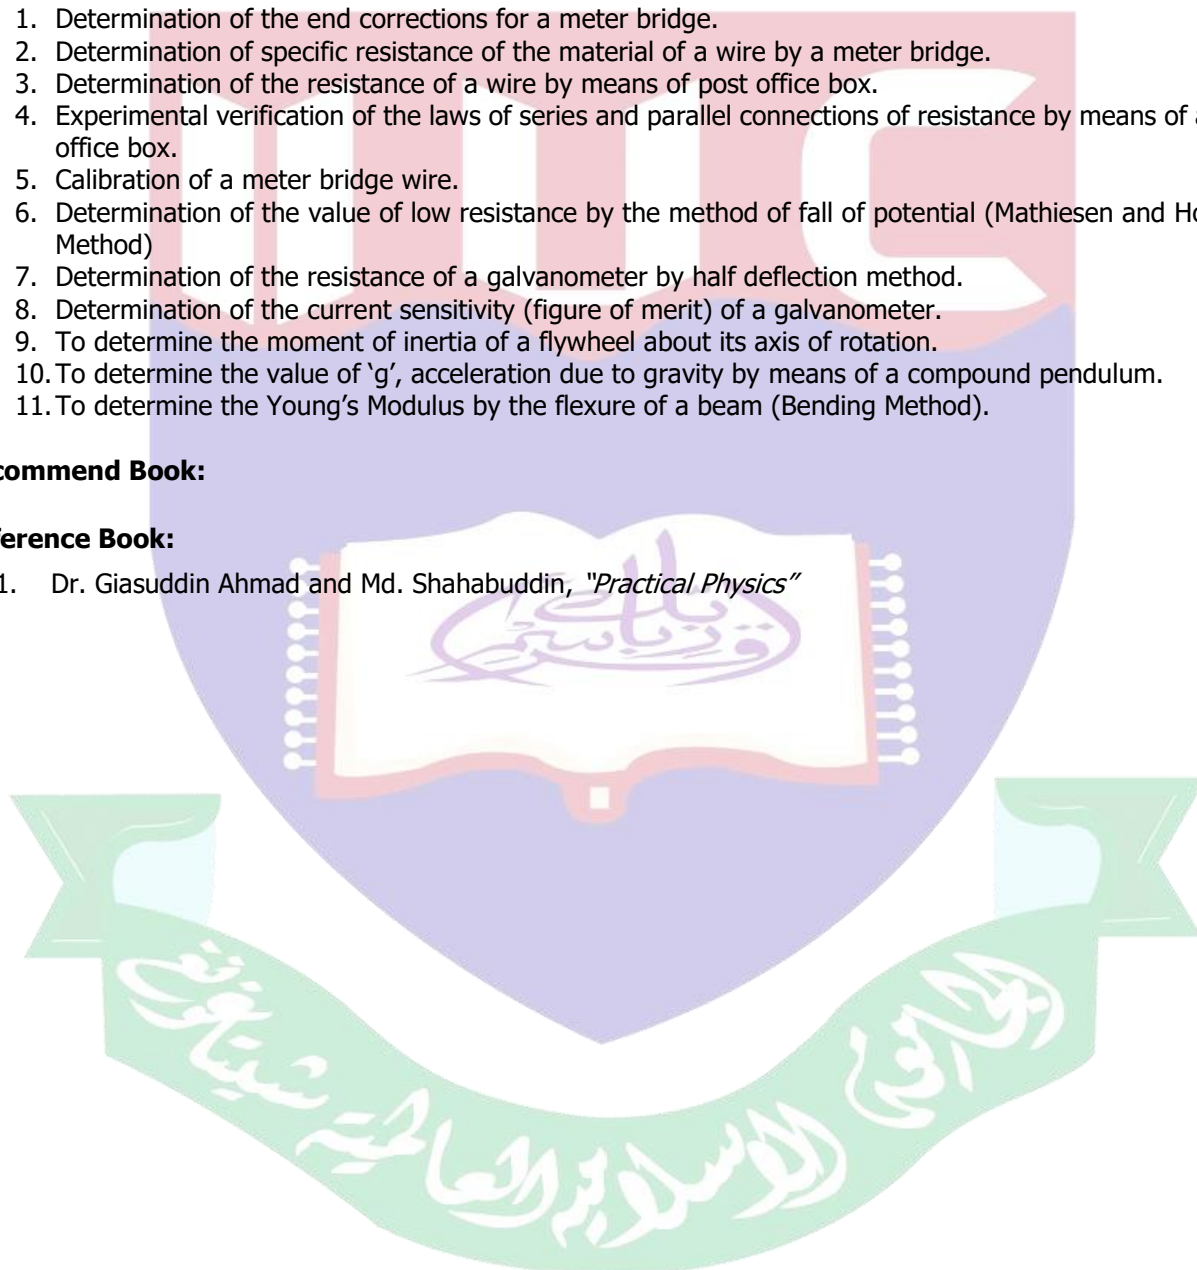 1. Determination of the end corrections for a meter bridge.
2. Determination of specific resistance of the material of a wire by a meter bridge.
3. Determination of the resistance of a wire by means of post office box.
4. Experimental verification of the laws of series and parallel connections of resistance by means of
office box.
5. Calibration of a meter bridge wire.
6. Determination of the value of low resistance by the method of fall of potential (Mathiesen and
Method)
7. Determination of the resistance of a galvanometer by half deflection method.
8. Determination of the current sensitivity (figure of merit) of a galvanometer.
9. To determine the moment of inertia of a flywheel about its axis of rotation.
10. To determine the value of ‘g’, acceleration due to gravity by means of a compound pendulum.
11. To determine the Young’s Modulus by the flexure of a beam (Bending Method).
commend Book:
ference Book:
1. Dr. Giasuddin Ahmad and Md. Shahabuddin, “Practical Physics”
IIUC
اقرأ باسم ربك
الجامعة الاسلامية العالمية شيتاغونغ